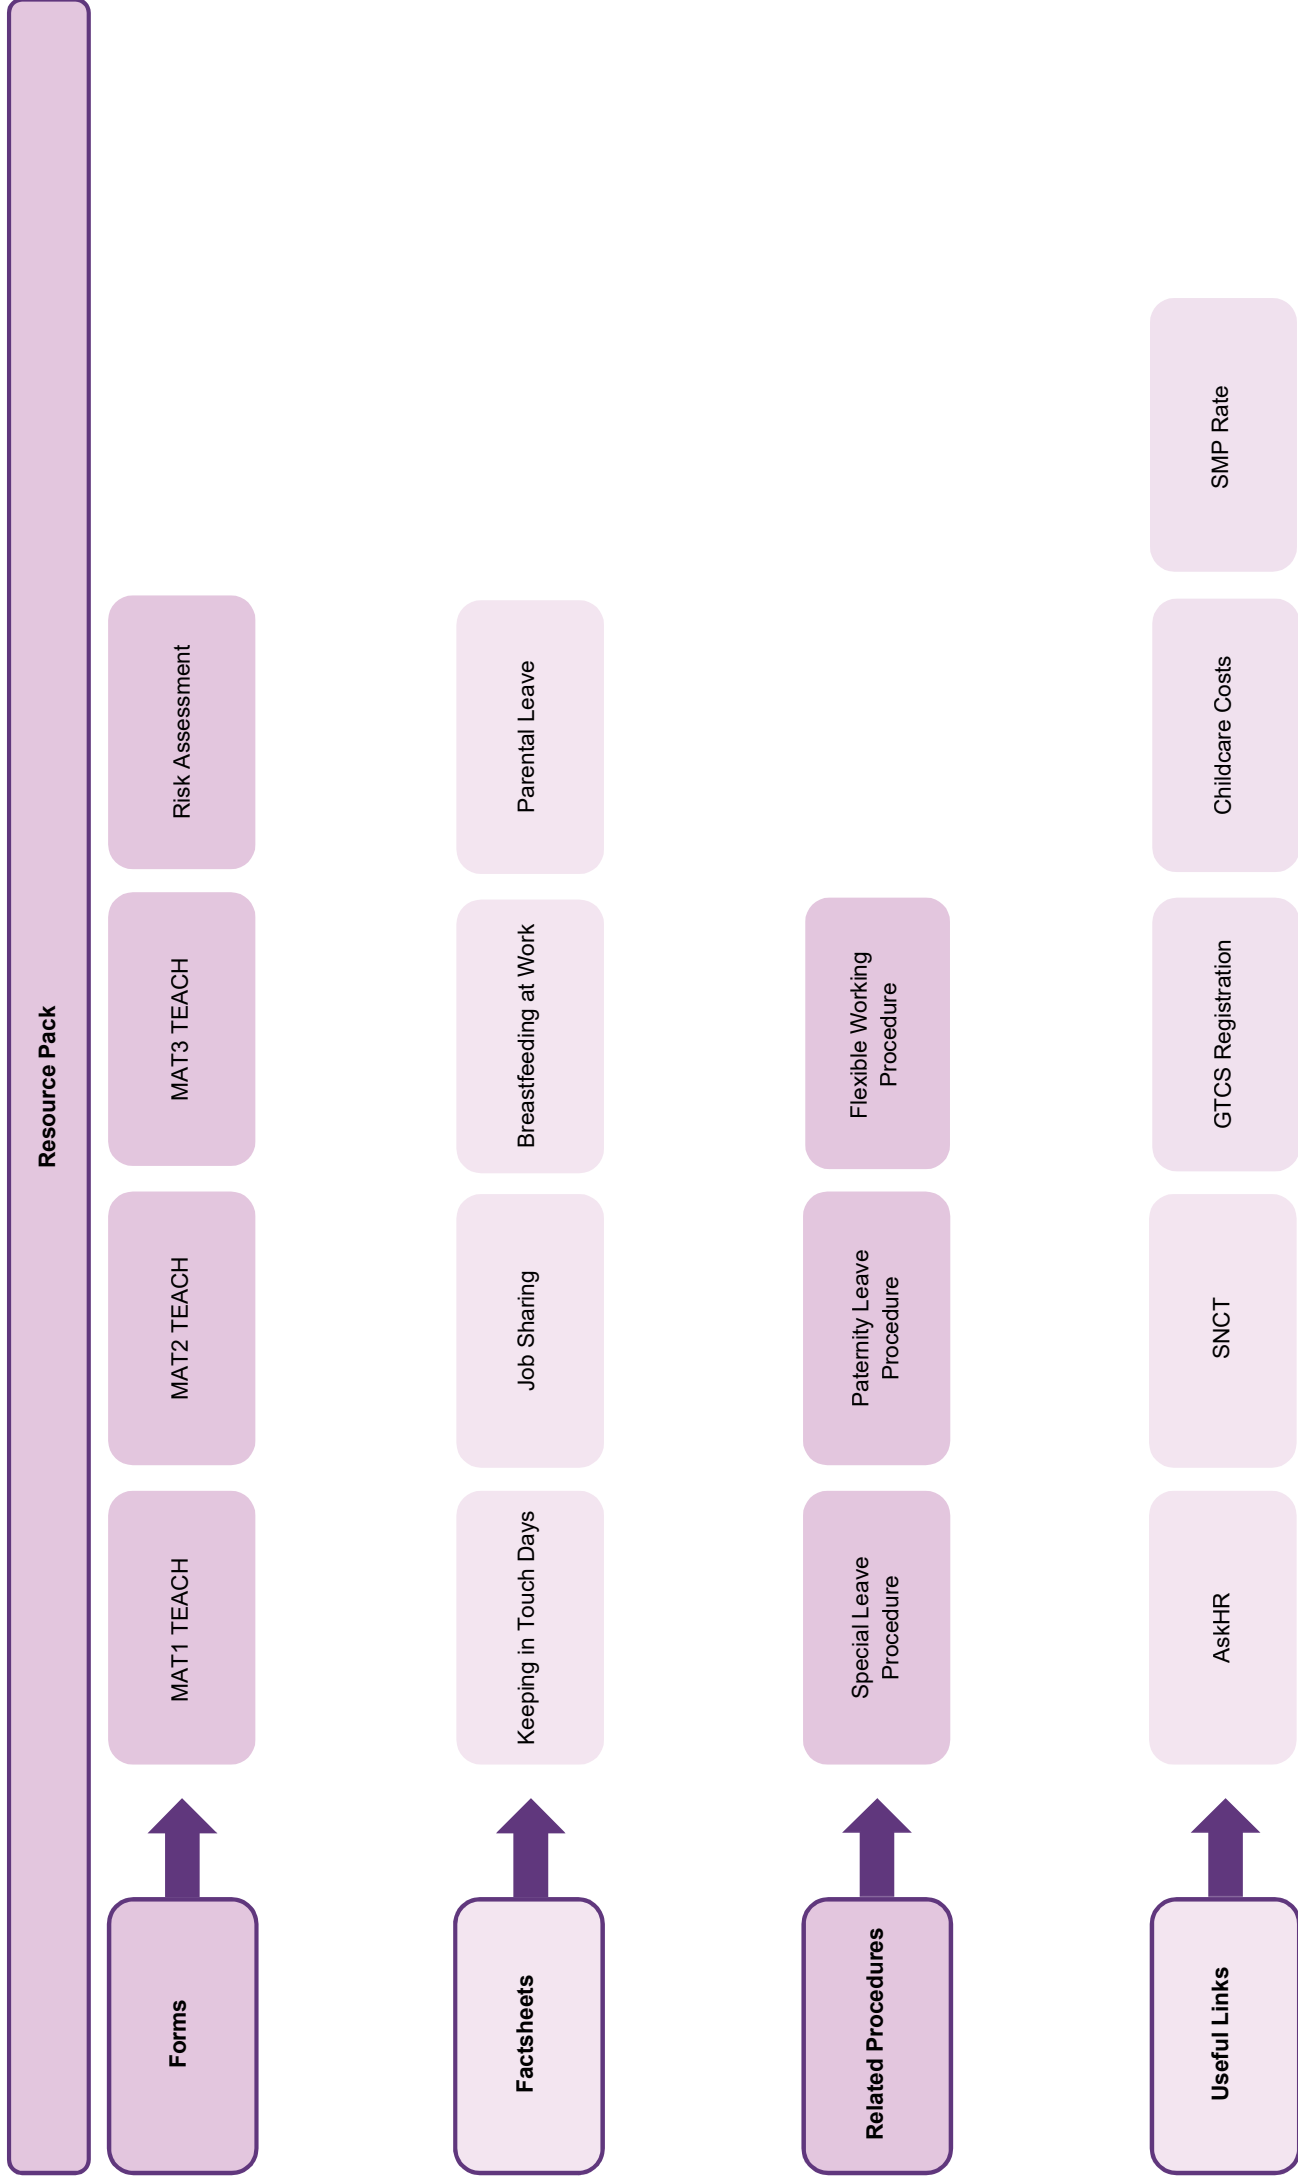 Resource Pack
Forms
MAT1 TEACH
MAT2 TEACH
MAT3 TEACH
Risk Assessment
Factsheets
Keeping in Touch Days
Job Sharing
Breastfeeding at Work
Parental Leave
Related Procedures
Special Leave
Procedure
Paternity Leave
Procedure
Flexible Working
Procedure
Useful Links
AskHR
SNCT
GTCS Registration
Childcare Costs
SMP Rate